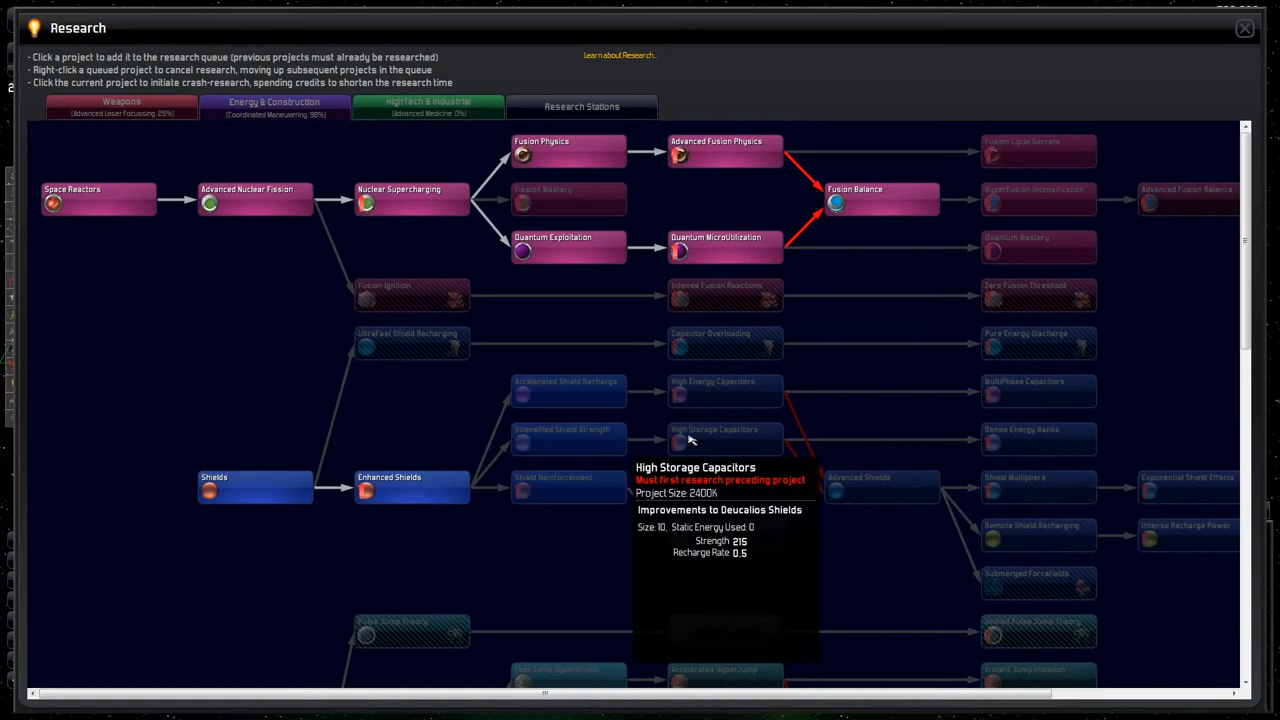 Research
- Click a project to add it to the research queue (previous projects must already be researched)
- Right-click a queued project to cancel research, moving up subsequent projects in the queue
- Click the current project to initiate crash-research, spending credits to shorten the research time
Learn about Research...
Weapons
(Advanced Laser Focussing 25%)
Energy & Construction
(Coordinated Maneuvering 98%)
HighTech & Industrial
(Advanced Medicine 0%)
Research Stations
Fusion Physics
Advanced Fusion Physics
Fusion Cycle Secrets
Space Reactors
Advanced Nuclear Fission
Nuclear Supercharging
Fission Mastery
Fusion Balance
HyperFusion Intensification
Advanced Fusion Balance
Quantum Exploitation
Quantum MicroUtilization
Quantum Mastery
Fusion Ignition
Intense Fusion Reactions
Zero Fusion Threshold
UltraFast Shield Recharging
Capacitor Overloading
Pure Energy Discharge
Accelerated Shield Recharge
High Energy Capacitors
MultiPhase Capacitors
Intensified Shield Strength
High Storage Capacitors
Dense Energy Banks
Shields
Enhanced Shields
Shield Reinforcement
Advanced Shields
Shield Multipliers
Exponential Shield Effects
High Storage Capacitors
Must first research preceding project
Project Size: 2400K
Improvements to Deucalios Shields
Size: 10, Static Energy Used: 0
Strength 215
Recharge Rate 0.5
Remote Shield Recharging
Intense Recharge Power
Submerged Forcefields
Pulse Jump Theory
Unified Pulse Jump Theory
Fast Jump HyperDrives
Accelerated HyperJump
Instant Jump Initiation